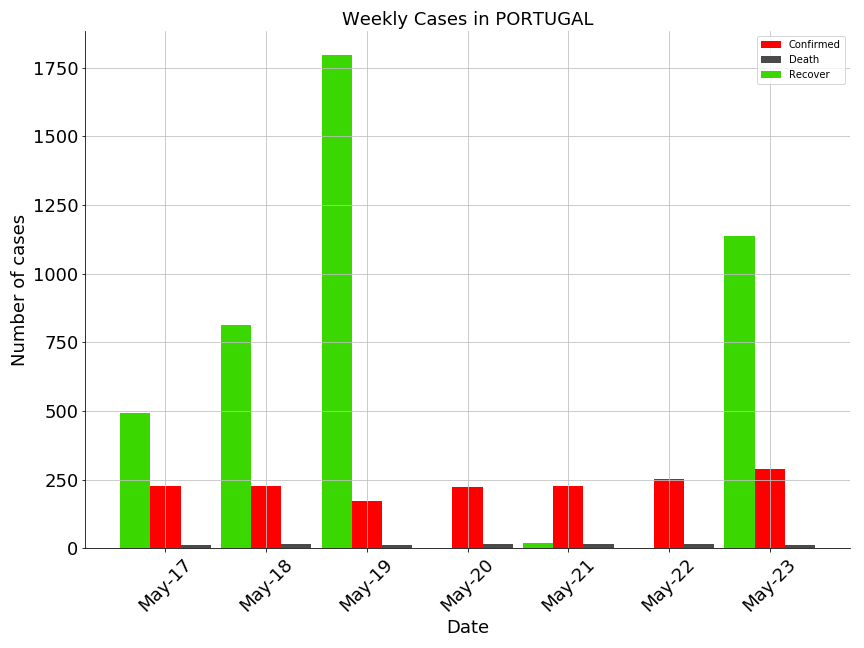 Weekly Cases in PORTUGAL
Confirmed
Death
Recover
Number of cases
1750
1500
1250
1000
750
500
250
0
May-17
May-18
May-19
May-20
May-21
May-22
May-23
Date